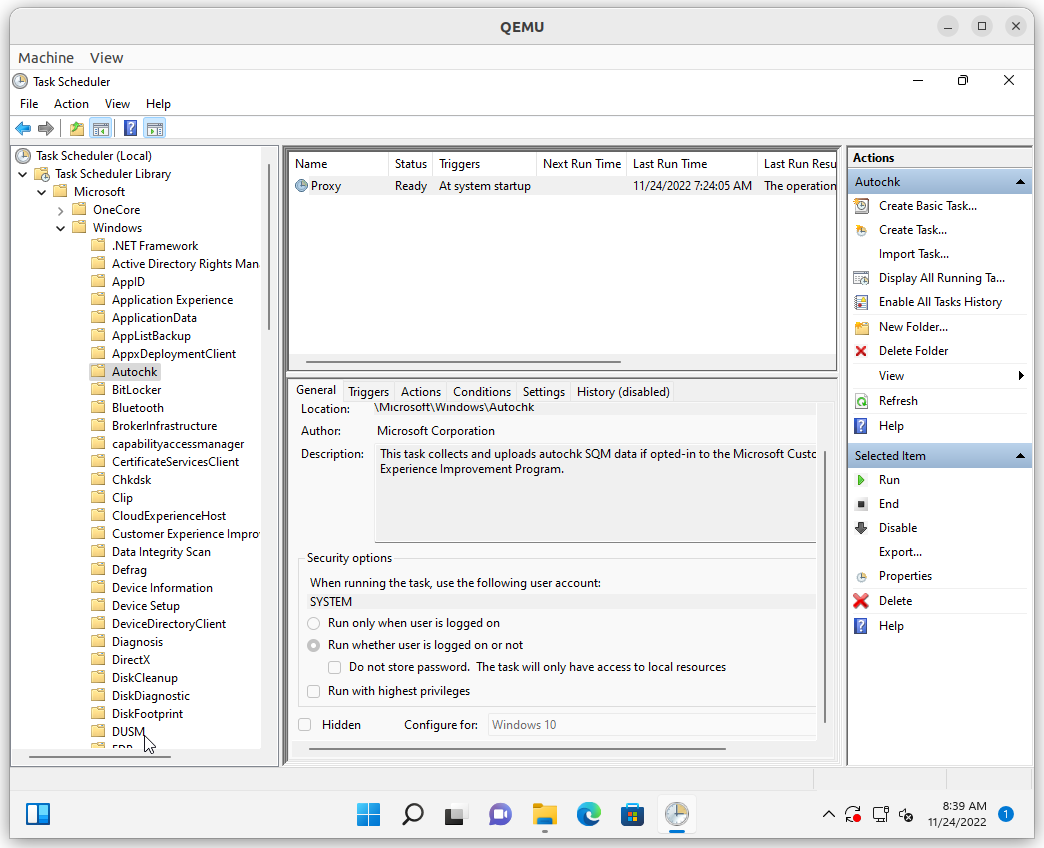 QEMU
Machine View
Task Scheduler
File Action View Help
Task Scheduler (Local)
Task Scheduler Library
Microsoft
OneCore
Windows
.NET Framework
Active Directory Rights Man
AppID
Application Experience
ApplicationData
AppListBackup
AppxDeploymentClient
Autochk
BitLocker
Bluetooth
BrokerInfrastructure
capabilityaccessmanager
CertificateServicesClient
Chkdsk
Clip
CloudExperienceHost
Customer Experience Impro
Data Integrity Scan
Defrag
Device Information
Device Setup
DeviceDirectoryClient
Diagnosis
DirectX
DiskCleanup
DiskDiagnostic
DiskFootprint
DUSM
Name Status Triggers Next Run Time Last Run Time Last Run Resu
Proxy Ready At system startup 11/24/2022 7:24:05 AM The operation
General Triggers Actions Conditions Settings History (disabled)
Location: \Microsoft\Windows\Autochk
Author: Microsoft Corporation
Description: This task collects and uploads autochk SQM data if opted-in to the Microsoft Custo
Experience Improvement Program.
Security options
When running the task, use the following user account:
SYSTEM
Run only when user is logged on
Run whether user is logged on or not
Do not store password. The task will only have access to local resources
Run with highest privileges
Hidden Configure for: Windows 10
Actions
Autochk
Create Basic Task...
Create Task...
Import Task...
Display All Running Ta...
Enable All Tasks History
New Folder...
Delete Folder
View
Refresh
Help
Selected Item
Run
End
Disable
Export...
Properties
Delete
Help
8:39 AM
11/24/2022
1